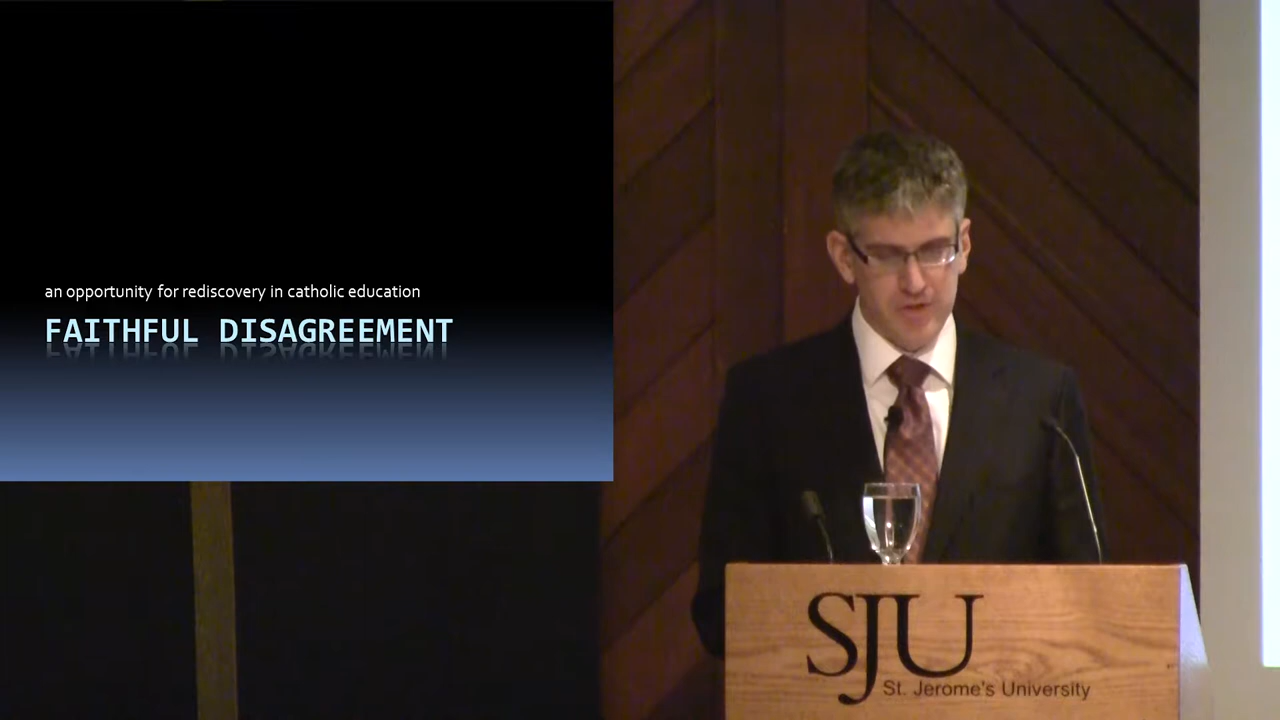 an opportunity for rediscovery in catholic education
FAITHFUL DISAGREEMENT
SJU
St. Jerome's University